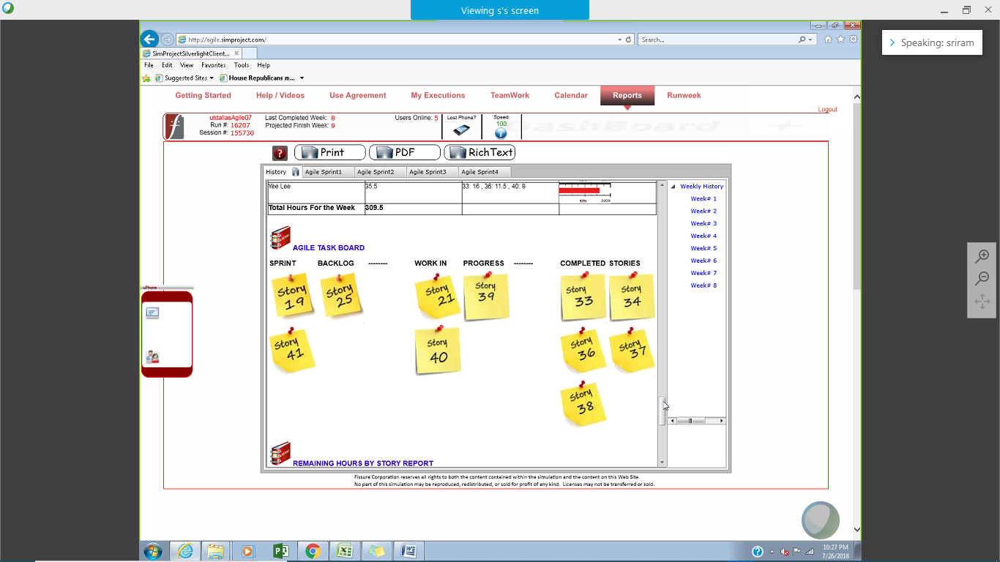 Viewing s's screen
Speaking: sriram
http://agile.simproject.com/
Search...
SimProjectSilverlightClient...
File Edit View Favorites Tools Help
Suggested Sites House Republicans m...
Getting Started Help / Videos Use Agreement My Executions TeamWork Calendar Reports Runweek
Logout
utdallasAgile07 Last Completed Week: 8 Users Online: 5 Lost Phone? Speed:
Run #: 16207 Projected Finish Week: 9 100
Session #: 155730
DashBoard
? Print PDF RichText
History Agile Sprint1 Agile Sprint2 Agile Sprint3 Agile Sprint4
Yee Lee 35.5 33: 16 , 36: 11.5 , 40: 8
50% 100%
Total Hours For the Week 309.5
Weekly History
Week# 1
Week# 2
Week# 3
Week# 4
Week# 5
Week# 6
Week# 7
Week# 8
AGILE TASK BOARD
SPRINT BACKLOG -------- WORK IN PROGRESS -------- COMPLETED STORIES
Story 19 Story 25 Story 21 Story 39 Story 33 Story 34
Story 41 Story 40 Story 36 Story 37
Story 38
REMAINING HOURS BY STORY REPORT
Fissure Corporation reserves all rights to both the content contained within the simulation and the content on this Web Site.
No part of this simulation may be reproduced, redistributed, or sold for profit of any kind. Licenses may not be transferred or sold.
10:27 PM
7/26/2018